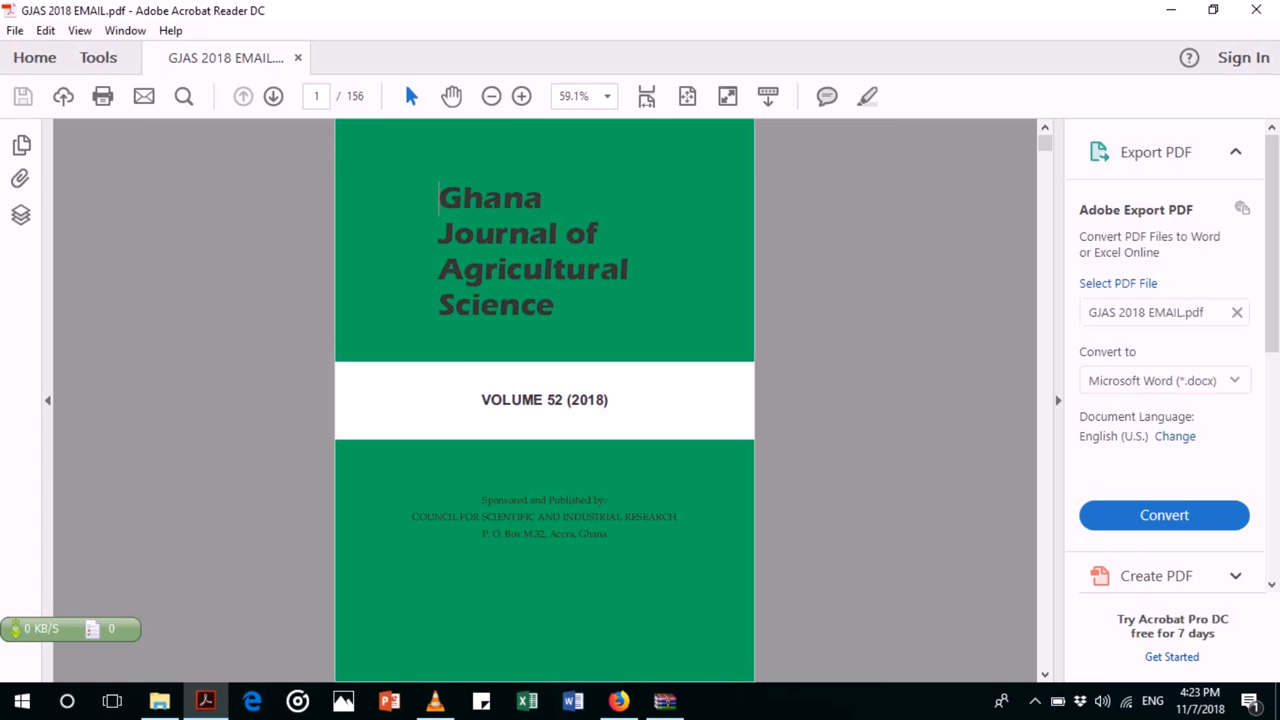 GJAS 2018 EMAIL.pdf - Adobe Acrobat Reader DC
File Edit View Window Help
Home Tools GJAS 2018 EMAIL.... × Sign In
1 / 156 59.1%
Export PDF
Ghana
Journal of
Agricultural
Science
VOLUME 52 (2018)
Sponsored and Published by:
COUNCIL FOR SCIENTIFIC AND INDUSTRIAL RESEARCH
P. O. Box M.32, Accra, Ghana
Adobe Export PDF
Convert PDF Files to Word
or Excel Online
Select PDF File
GJAS 2018 EMAIL.pdf
Convert to
Microsoft Word (*.docx)
Document Language:
English (U.S.) Change
Convert
Create PDF
Try Acrobat Pro DC
free for 7 days
Get Started
0 KB/S 0
ENG
4:23 PM
11/7/2018
1